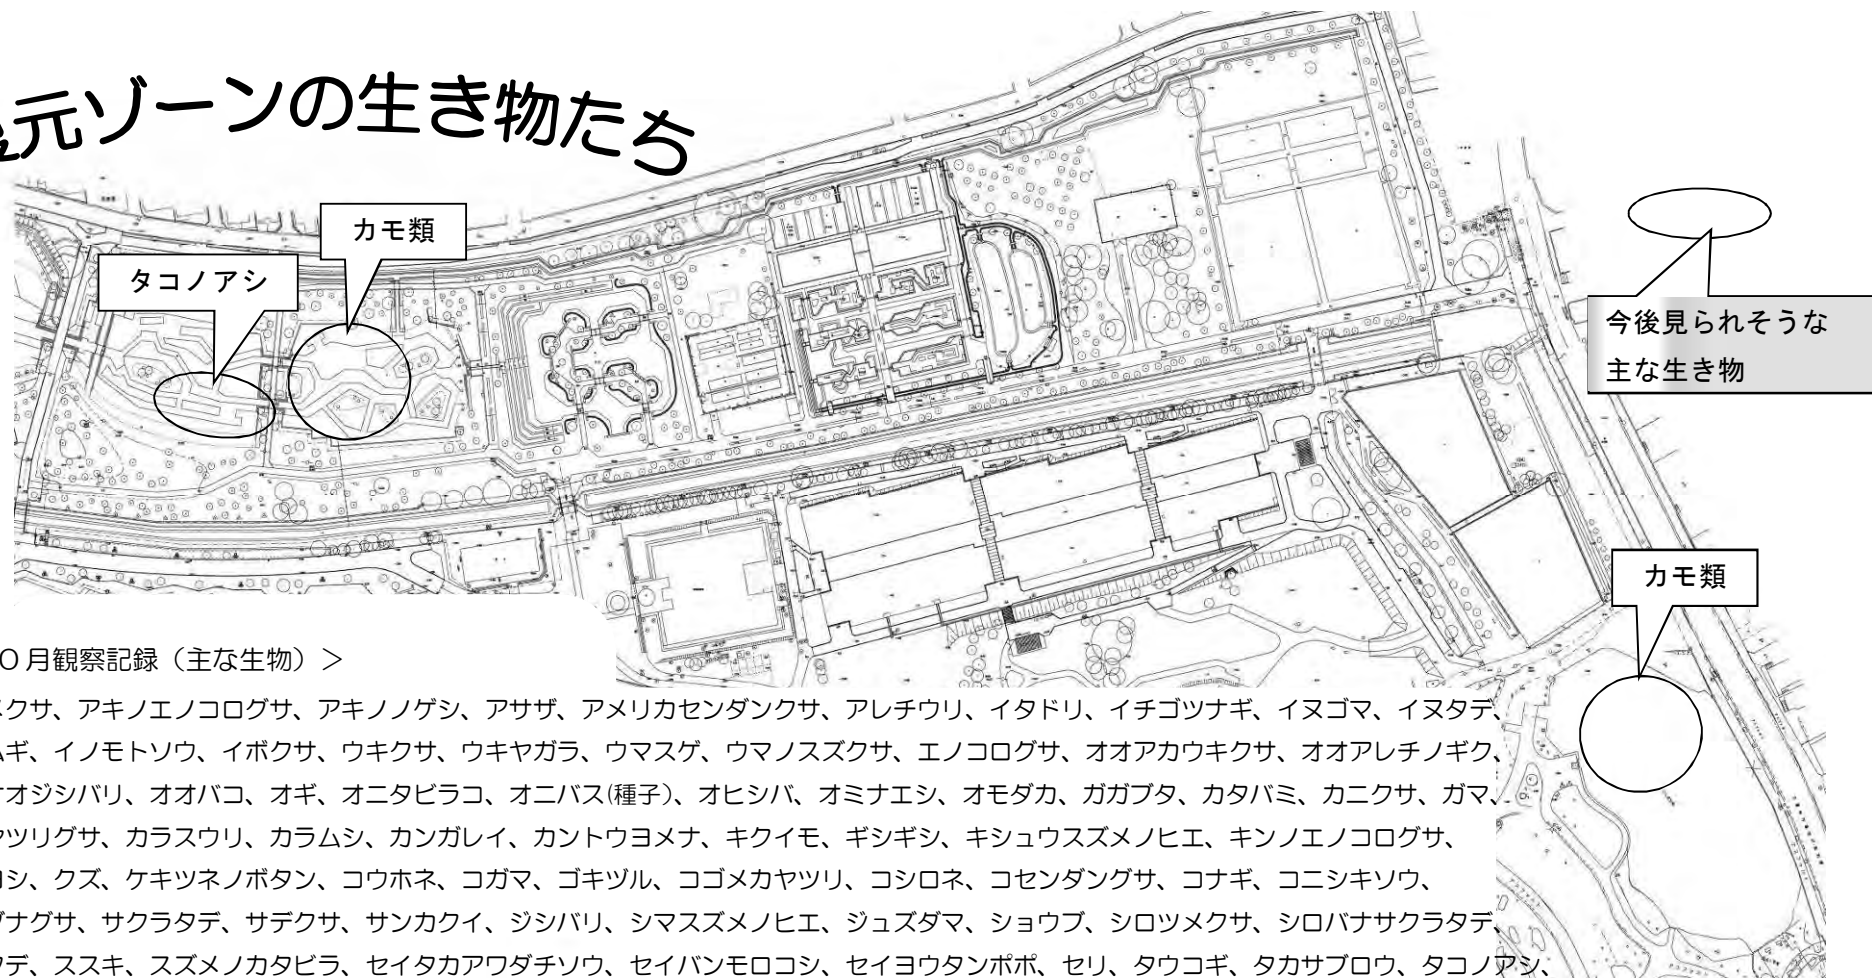 元ゾーンの生き物たち
カモ類
タコノアシ
今後見られそうな
主な生き物
カモ類
0月観察記録（主な生物）＞
クサ、アキノエノコログサ、アキノノゲシ、アサザ、アメリカセンダンクサ、アレチウリ、イタドリ、イチゴツナギ、イヌゴマ、イヌタデ、
ムギ、イノモトソウ、イボクサ、ウキクサ、ウキヤガラ、ウマスゲ、ウマノスズクサ、エノコログサ、オオアカウキクサ、オオアレチノギク、
オオジシバリ、オオバコ、オギ、オニタビラコ、オニバス(種子)、オヒシバ、オミナエシ、オモダカ、ガガブタ、カタバミ、カニクサ、ガマ、
ヤツリグサ、カラスウリ、カラムシ、カンガレイ、カントウヨメナ、キクイモ、ギシギシ、キシュウスズメノヒエ、キンノエノコログサ、
ヨシ、クズ、ケキツネノボタン、コウホネ、コガマ、ゴキヅル、コゴメカヤツリ、コシロネ、コセンダングサ、コナギ、コニシキソウ、
ナグサ、サクラタデ、サデクサ、サンカクイ、ジシバリ、シマスズメノヒエ、ジュズダマ、ショウブ、シロツメクサ、シロバナサクラタデ、
デ、ススキ、スズメノカタビラ、セイタカアワダチソウ、セイバンモロコシ、セイヨウタンポポ、セリ、タウコギ、タカサブロウ、タコノアシ、